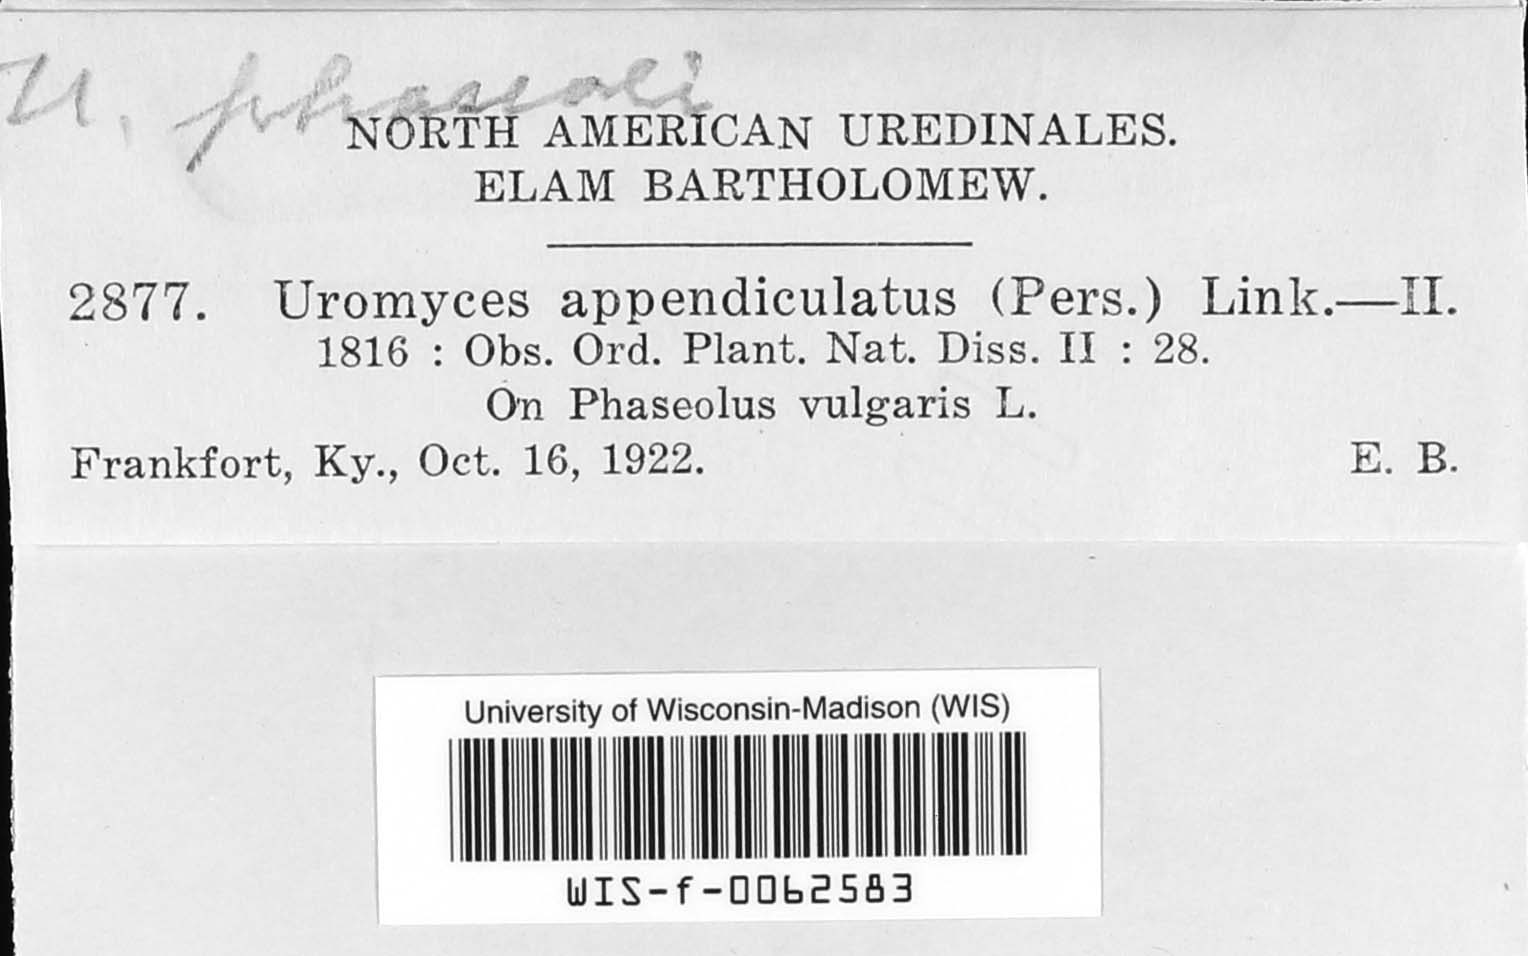 U. phaseoli
NORTH AMERICAN UREDINALES.
ELAM BARTHOLOMEW.
2877. Uromyces appendiculatus (Pers.) Link.—II.
1816 : Obs. Ord. Plant. Nat. Diss. II : 28.
On Phaseolus vulgaris L.
Frankfort, Ky., Oct. 16, 1922. E. B.
University of Wisconsin-Madison (WIS)
WIS-f-0062583